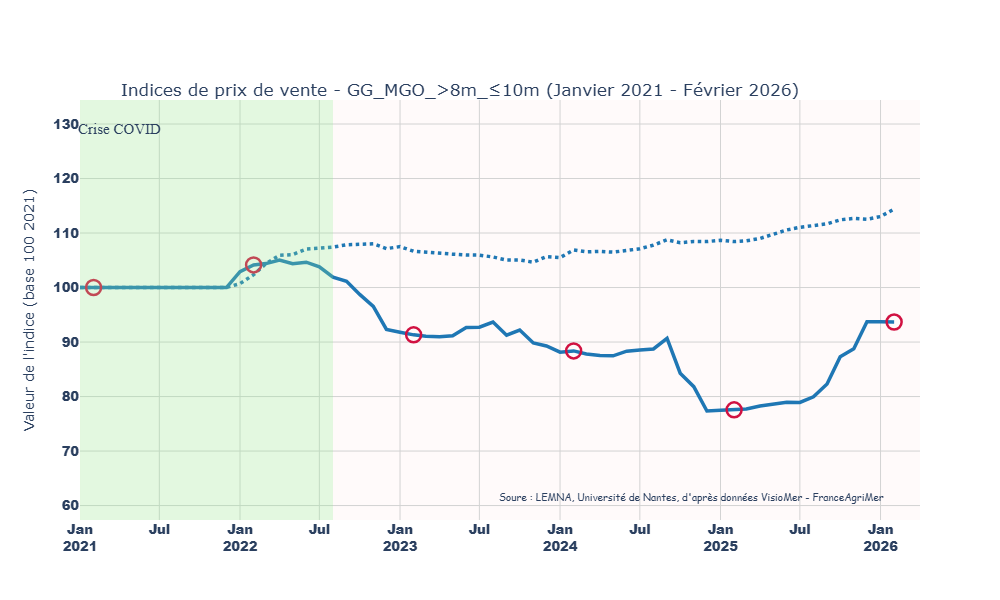 Indices de prix de vente - GG_MGO_>8m_≤10m (Janvier 2021 - Février 2026)
Crise COVID
Valeur de l'indice (base 100 2021)
130
120
110
100
90
80
70
60
Soure : LEMNA, Université de Nantes, d'après données VisioMer - FranceAgriMer
Jan Jul Jan Jul Jan Jul Jan Jul Jan Jul Jan
2021 2022 2023 2024 2025 2026